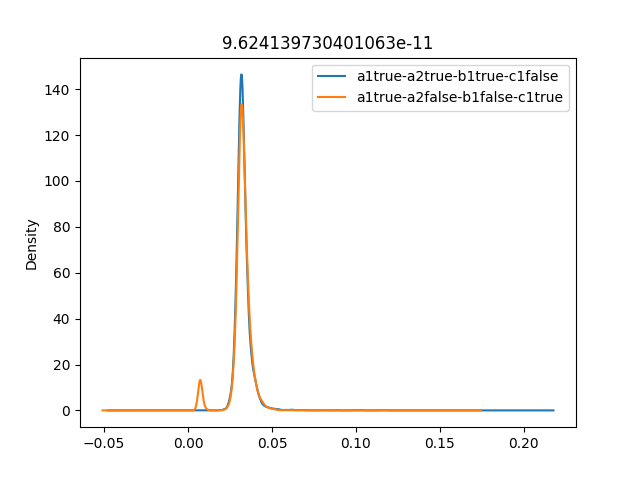 9.624139730401063e-11
a1true-a2true-b1true-c1false
a1true-a2false-b1false-c1true
Density
140
120
100
80
60
40
20
0
−0.05 0.00 0.05 0.10 0.15 0.20